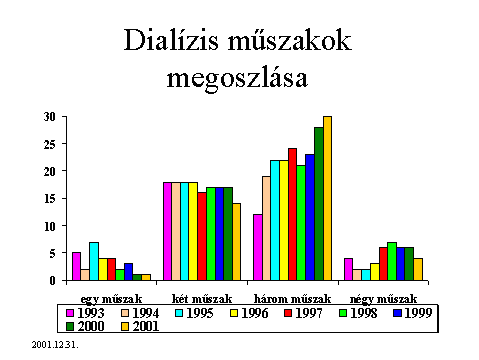 Dialízis műszakok
megoszlása
30
25
20
15
10
5
0
egy műszak két műszak három műszak négy műszak
1993 1994 1995 1996 1997 1998 1999
2000 2001
2001.12.31.